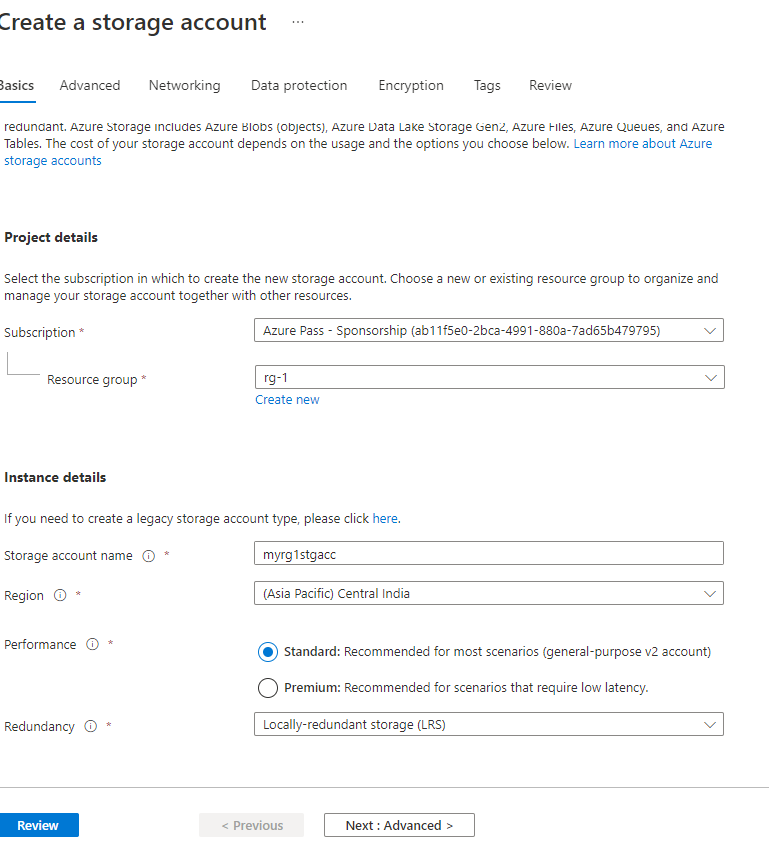 Create a storage account ...
Basics Advanced Networking Data protection Encryption Tags Review
redundant. Azure Storage includes Azure Blobs (objects), Azure Data Lake Storage Gen2, Azure Files, Azure Queues, and Azure
Tables. The cost of your storage account depends on the usage and the options you choose below. Learn more about Azure
storage accounts
Project details
Select the subscription in which to create the new storage account. Choose a new or existing resource group to organize and
manage your storage account together with other resources.
Subscription * Azure Pass - Sponsorship (ab11f5e0-2bca-4991-880a-7ad65b479795)
Resource group * rg-1
Create new
Instance details
If you need to create a legacy storage account type, please click here.
Storage account name * myrg1stgacc
Region * (Asia Pacific) Central India
Performance * Standard: Recommended for most scenarios (general-purpose v2 account)
Premium: Recommended for scenarios that require low latency.
Redundancy * Locally-redundant storage (LRS)
Review < Previous Next : Advanced >